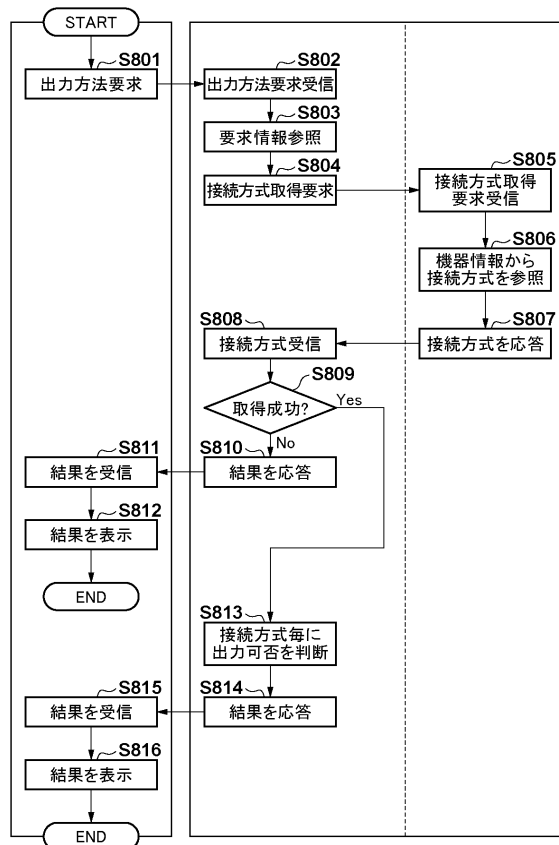 START
S801
出力方法要求
S802
出力方法要求受信
S803
要求情報参照
S804
接続方式取得要求
S805
接続方式取得
要求受信
S806
機器情報から
接続方式を参照
S807
接続方式を応答
S808
接続方式受信
S809
取得成功?
Yes
No
S810
結果を応答
S811
結果を受信
S812
結果を表示
END
S813
接続方式毎に
出力可否を判断
S814
結果を応答
S815
結果を受信
S816
結果を表示
END